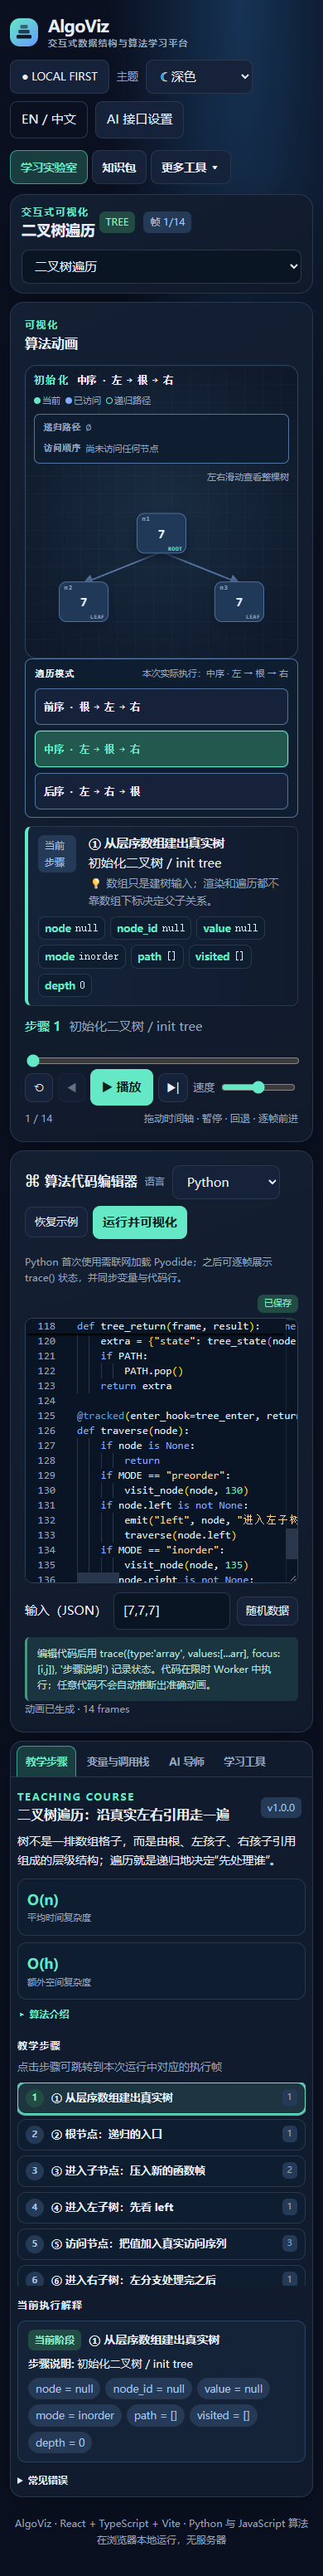 AlgoViz
交互式数据结构与算法学习平台
● LOCAL FIRST 主题 ☾ 深色
EN / 中文 AI 接口设置
学习实验室 知识包 更多工具 ▾
交互式可视化
二叉树遍历 TREE 帧 1/14
二叉树遍历
可视化
算法动画
初始化 中序 · 左 → 根 → 右
当前 已访问 递归路径
递归路径 ∅
访问顺序 尚未访问任何节点
左右滑动查看整棵树
n1
7
ROOT
n2
7
LEAF
n3
7
LEAF
遍历模式 本次实际执行：中序 · 左 → 根 → 右
前序 · 根 → 左 → 右
中序 · 左 → 根 → 右
后序 · 左 → 右 → 根
当前步骤
① 从层序数组建出真实树
初始化二叉树 / init tree
💡 数组只是建树输入；渲染和遍历都不
靠数组下标决定父子关系。
node null node_id null value null
mode inorder path [] visited []
depth 0
步骤 1 初始化二叉树 / init tree
⟲ ◀ ▶ 播放 ▶| 速度
1 / 14 拖动时间轴 · 暂停 · 回退 · 逐帧前进
⌘ 算法代码编辑器 语言 Python
恢复示例 运行并可视化
Python 首次使用需联网加载 Pyodide；之后可逐帧展示
trace() 状态，并同步变量与代码行。
已保存
118 def tree_return(frame, result):
120 extra = {"state": tree_state(node
121 if PATH:
122 PATH.pop()
123 return extra
124
125 @tracked(enter_hook=tree_enter, retur
126 def traverse(node):
127 if node is None:
128 return
129 if MODE == "preorder":
130 visit_node(node, 130)
131 if node.left is not None:
132 emit("left", node, "进入左子树
133 traverse(node.left)
134 if MODE == "inorder":
135 visit_node(node, 135)
136 node.right is not None:
输入（JSON） [7,7,7] 随机数据
编辑代码后用 trace({type:'array', values:[...arr], focus:
[i,j]}, '步骤说明') 记录状态。代码在限时 Worker 中执
行；任意代码不会自动推断出准确动画。
动画已生成 · 14 frames
教学步骤 变量与调用栈 AI 导师 学习工具
TEACHING COURSE
二叉树遍历：沿真实左右引用走一遍 v1.0.0
树不是一排数组格子，而是由根、左孩子、右孩子引用
组成的层级结构；遍历就是递归地决定“先处理谁”。
O(n)
平均时间复杂度
O(h)
额外空间复杂度
▸ 算法介绍
教学步骤
点击步骤可跳转到本次运行中对应的执行帧
1 ① 从层序数组建出真实树 1
2 ② 根节点：递归的入口 1
3 ③ 进入子节点：压入新的函数帧 2
4 ④ 进入左子树：先看 left 1
5 ⑤ 访问节点：把值加入真实访问序列 3
6 ⑥ 进入右子树：左分支处理完之后 1
当前执行解释
当前阶段 ① 从层序数组建出真实树
步骤说明: 初始化二叉树 / init tree
node = null node_id = null value = null
mode = inorder path = [] visited = []
depth = 0
▸ 常见错误
AlgoViz · React + TypeScript + Vite · Python 与 JavaScript 算法
在浏览器本地运行，无服务器